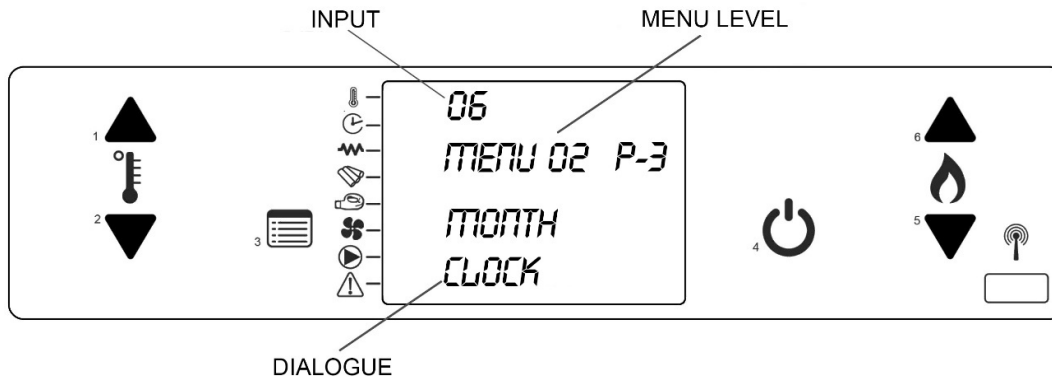 INPUT MENU LEVEL
06
MENU 02 P-3
MONTH
CLOCK
1
2
3
4
5
6
DIALOGUE